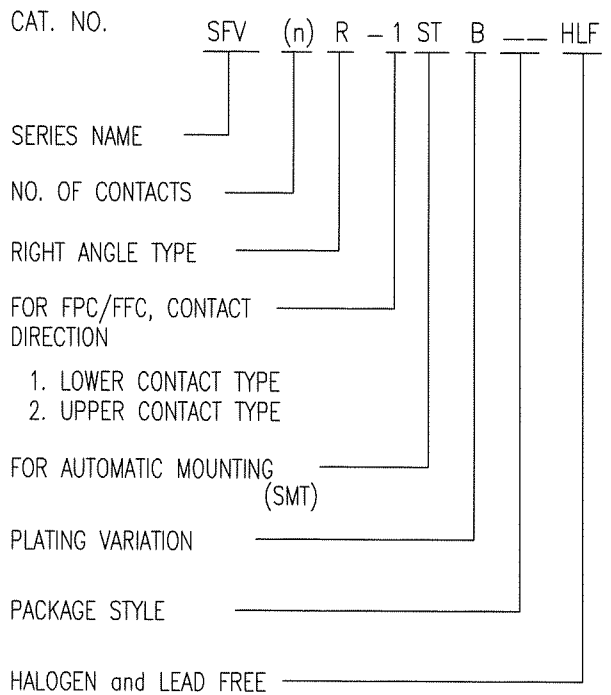 CAT. NO. SFV (n) R - 1 ST B __ HLF
SERIES NAME
NO. OF CONTACTS
RIGHT ANGLE TYPE
FOR FPC/FFC, CONTACT
DIRECTION
1. LOWER CONTACT TYPE
2. UPPER CONTACT TYPE
FOR AUTOMATIC MOUNTING
(SMT)
PLATING VARIATION
PACKAGE STYLE
HALOGEN and LEAD FREE